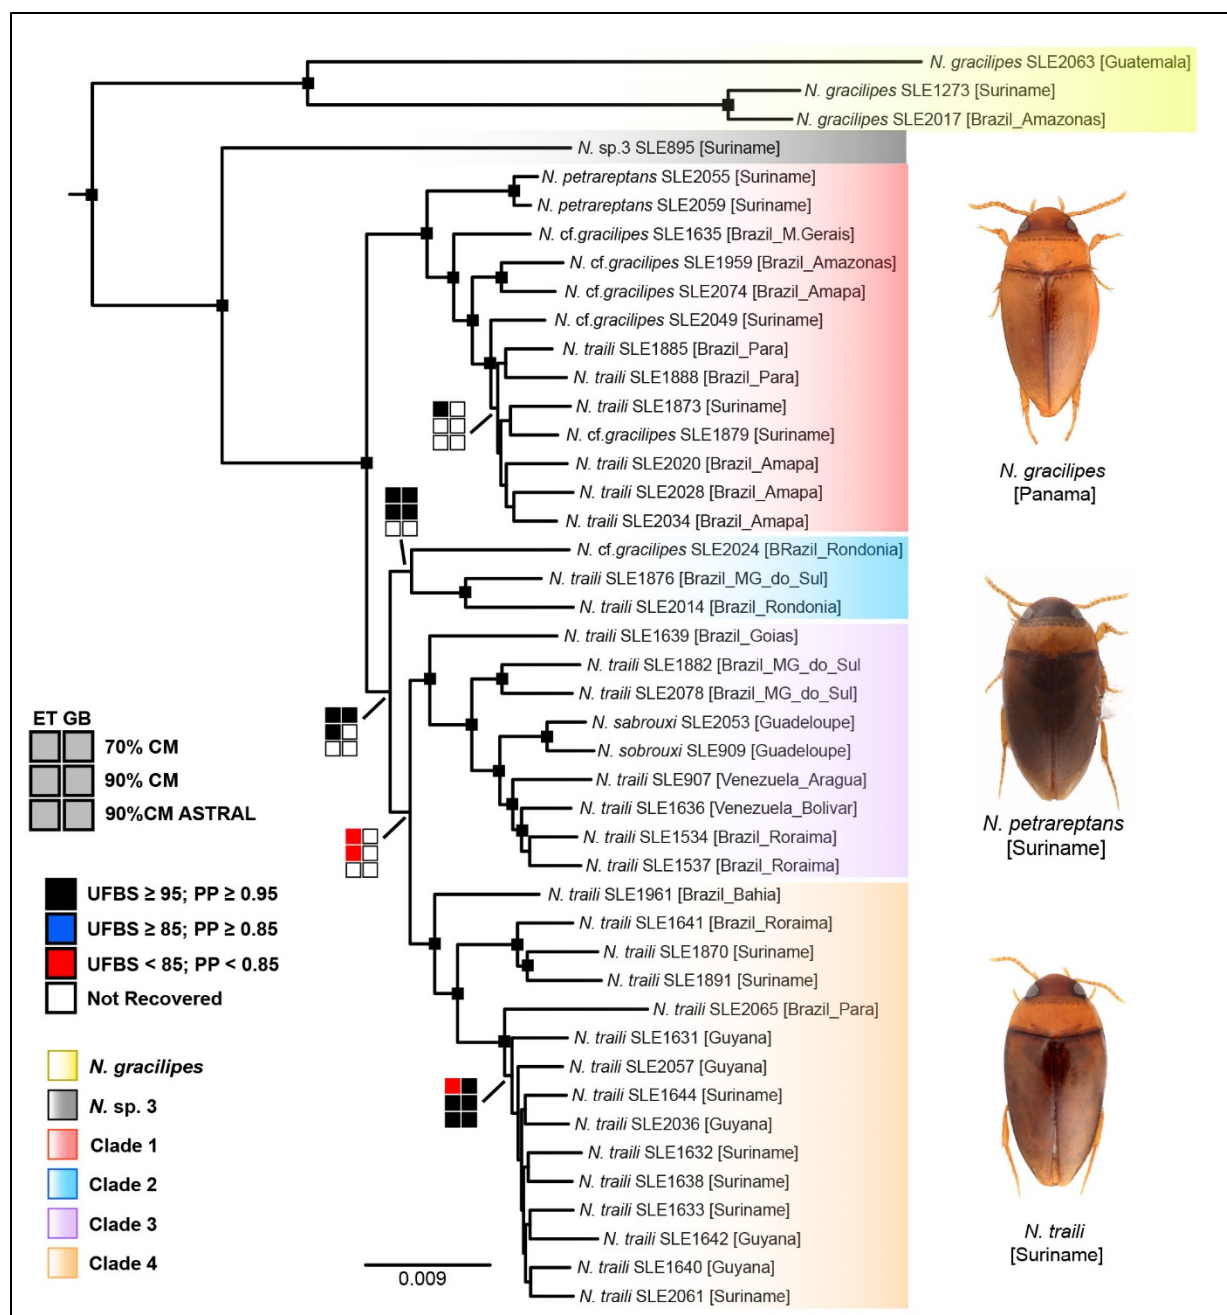 N. gracilipes SLE2063 [Guatemala]
N. gracilipes SLE1273 [Suriname]
N. gracilipes SLE2017 [Brazil_Amazonas]
N. sp.3 SLE895 [Suriname]
N. petrareptans SLE2055 [Suriname]
N. petrareptans SLE2059 [Suriname]
N. cf.gracilipes SLE1635 [Brazil_M.Gerais]
N. cf.gracilipes SLE1959 [Brazil_Amazonas]
N. cf.gracilipes SLE2074 [Brazil_Amapa]
N. cf.gracilipes SLE2049 [Suriname]
N. traili SLE1885 [Brazil_Para]
N. traili SLE1888 [Brazil_Para]
N. traili SLE1873 [Suriname]
N. cf.gracilipes SLE1879 [Suriname]
N. traili SLE2020 [Brazil_Amapa]
N. traili SLE2028 [Brazil_Amapa]
N. traili SLE2034 [Brazil_Amapa]
N. cf.gracilipes SLE2024 [BRazil_Rondonia]
N. traili SLE1876 [Brazil_MG_do_Sul]
N. traili SLE2014 [Brazil_Rondonia]
N. traili SLE1639 [Brazil_Goias]
N. traili SLE1882 [Brazil_MG_do_Sul
N. traili SLE2078 [Brazil_MG_do_Sul]
N. sabrouxi SLE2053 [Guadeloupe]
N. sobrouxi SLE909 [Guadeloupe]
N. traili SLE907 [Venezuela_Aragua]
N. traili SLE1636 [Venezuela_Bolivar]
N. traili SLE1534 [Brazil_Roraima]
N. traili SLE1537 [Brazil_Roraima]
N. traili SLE1961 [Brazil_Bahia]
N. traili SLE1641 [Brazil_Roraima]
N. traili SLE1870 [Suriname]
N. traili SLE1891 [Suriname]
N. traili SLE2065 [Brazil_Para]
N. traili SLE1631 [Guyana]
N. traili SLE2057 [Guyana]
N. traili SLE1644 [Suriname]
N. traili SLE2036 [Guyana]
N. traili SLE1632 [Suriname]
N. traili SLE1638 [Suriname]
N. traili SLE1633 [Suriname]
N. traili SLE1642 [Guyana]
N. traili SLE1640 [Guyana]
N. traili SLE2061 [Suriname]
0.009
ET GB
70% CM
90% CM
90%CM ASTRAL
UFBS ≥ 95; PP ≥ 0.95
UFBS ≥ 85; PP ≥ 0.85
UFBS < 85; PP < 0.85
Not Recovered
N. gracilipes
N. sp. 3
Clade 1
Clade 2
Clade 3
Clade 4
N. gracilipes
[Panama]
N. petrareptans
[Suriname]
N. traili
[Suriname]